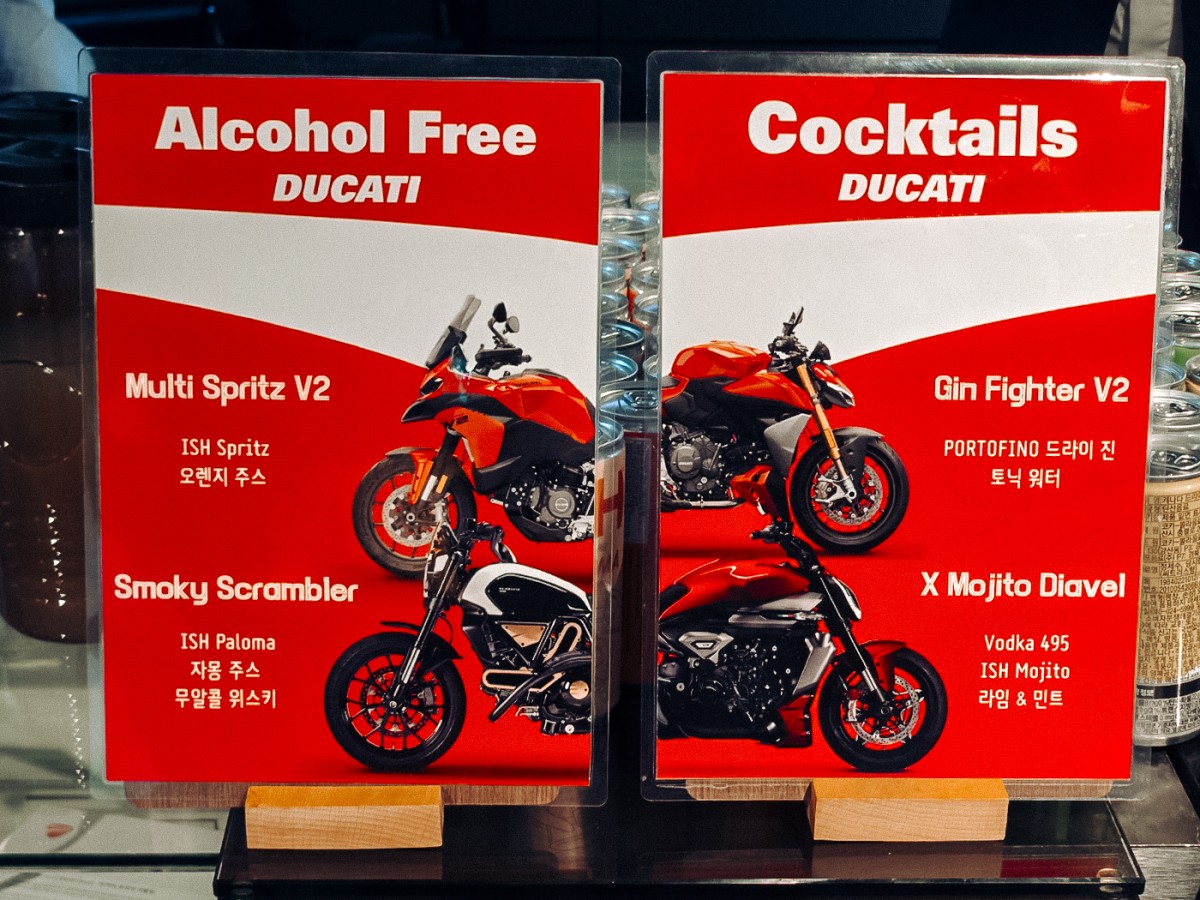 Alcohol Free
DUCATI
Multi Spritz V2
ISH Spritz
오렌지 주스
Smoky Scrambler
ISH Paloma
자몽 주스
무알콜 위스키
Cocktails
DUCATI
Gin Fighter V2
PORTOFINO 드라이 진
토닉 워터
X Mojito Diavel
Vodka 495
ISH Mojito
라임 & 민트